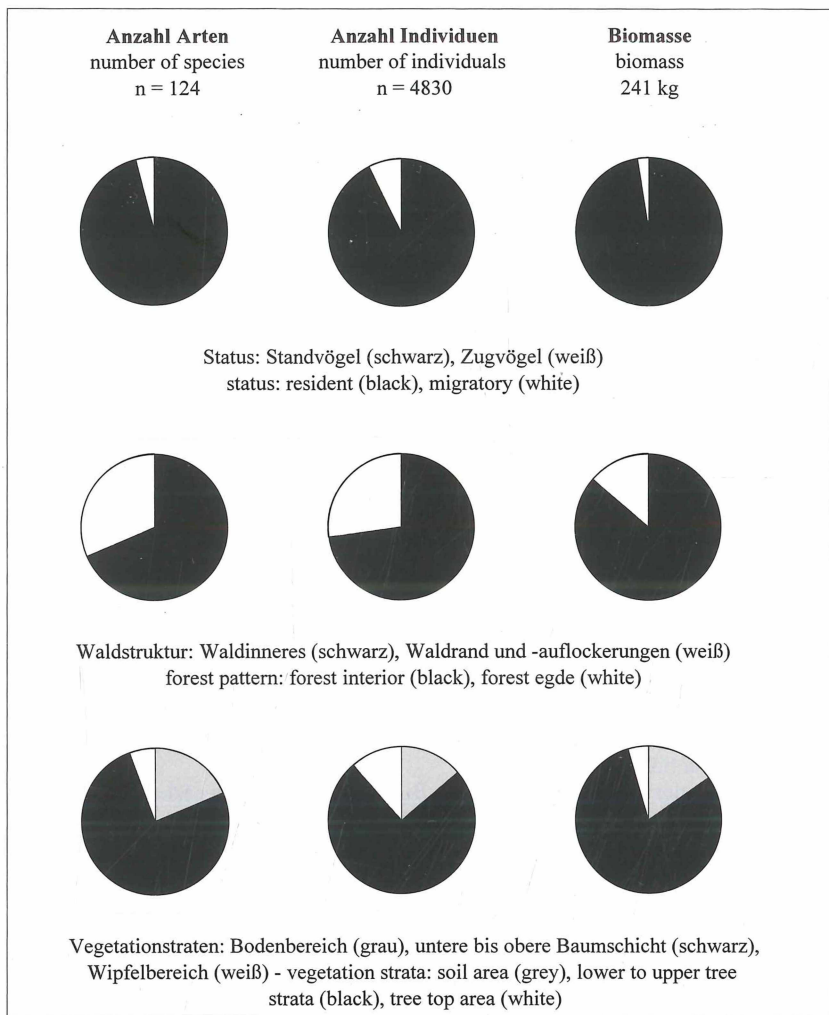 Anzahl Arten
number of species
n = 124
Anzahl Individuen
number of individuals
n = 4830
Biomasse
biomass
241 kg
Status: Standvögel (schwarz), Zugvögel (weiß)
status: resident (black), migratory (white)
Waldstruktur: Waldinneres (schwarz), Waldrand und -auflockerungen (weiß)
forest pattern: forest interior (black), forest egde (white)
Vegetationstraten: Bodenbereich (grau), untere bis obere Baumschicht (schwarz),
Wipfelbereich (weiß) - vegetation strata: soil area (grey), lower to upper tree
strata (black), tree top area (white)